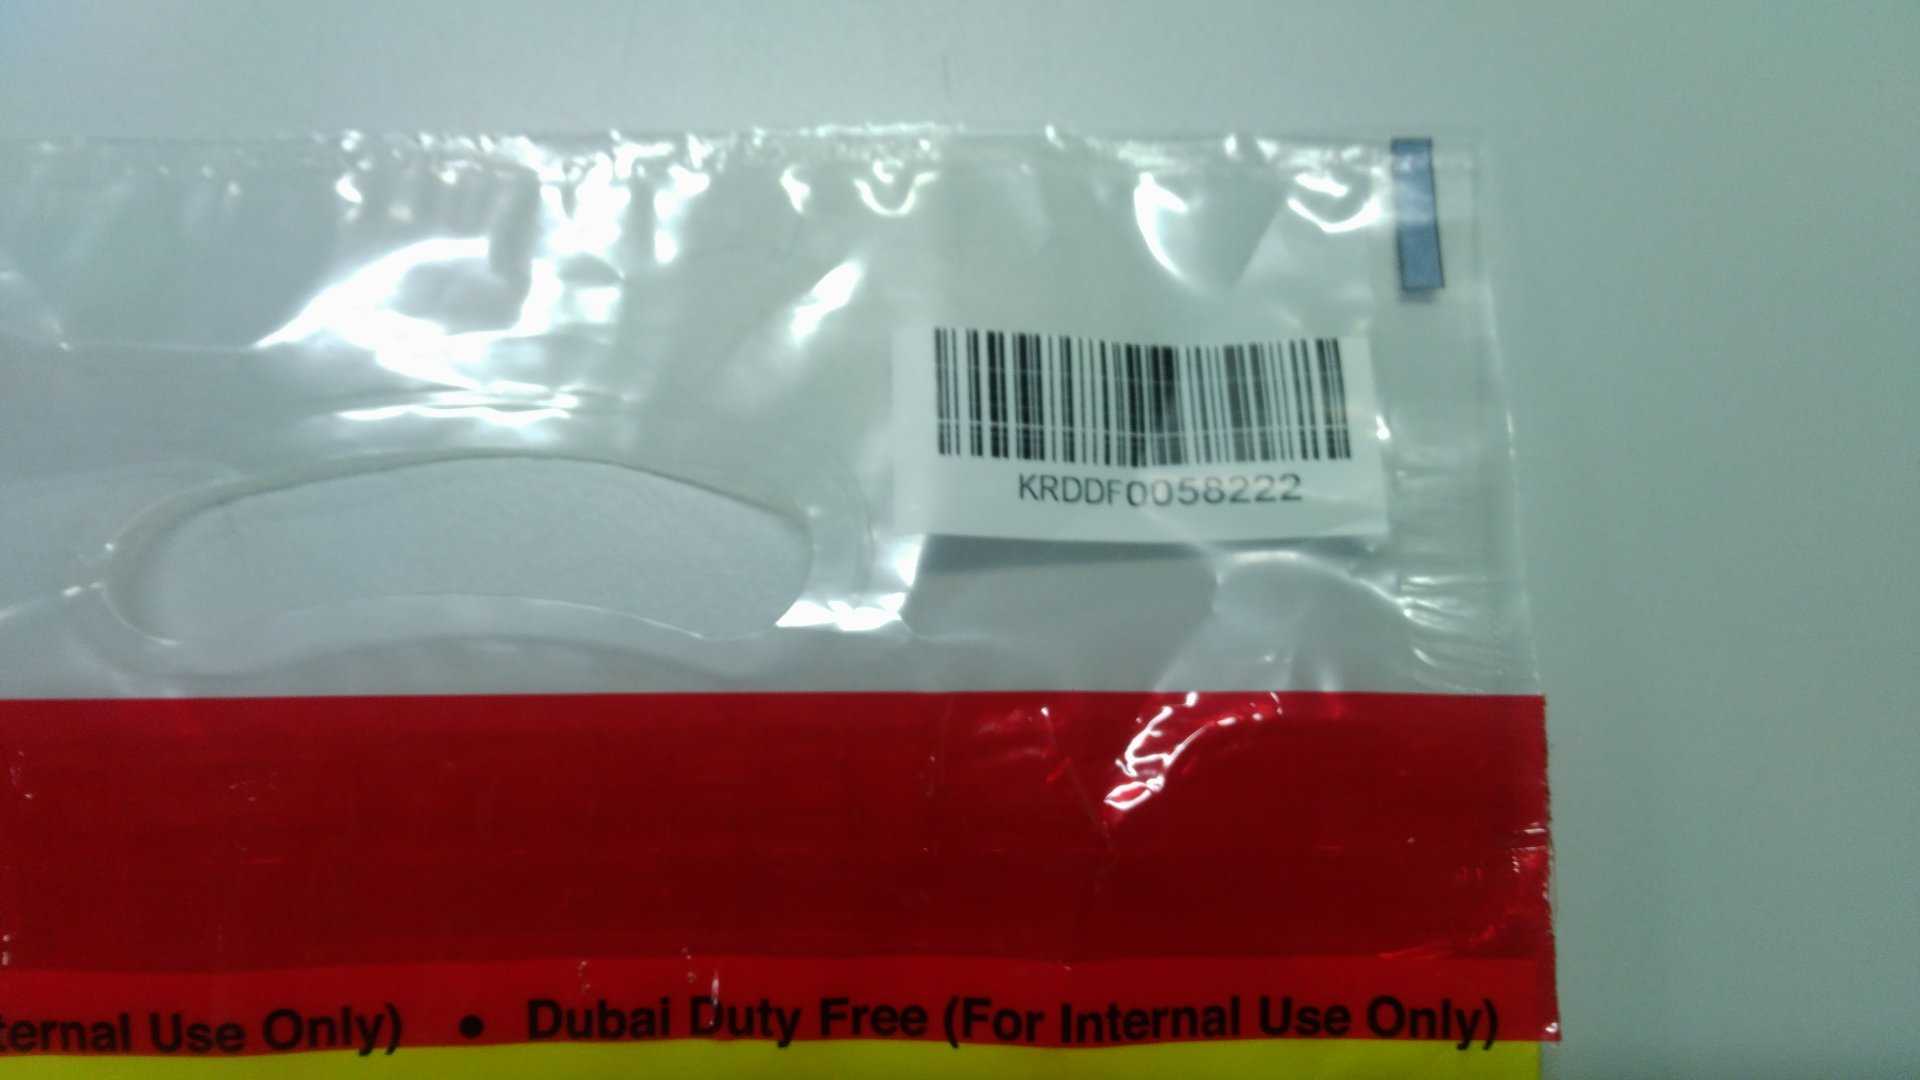 KRDDF0058222
ternal Use Only) • Dubai Duty Free (For Internal Use Only)